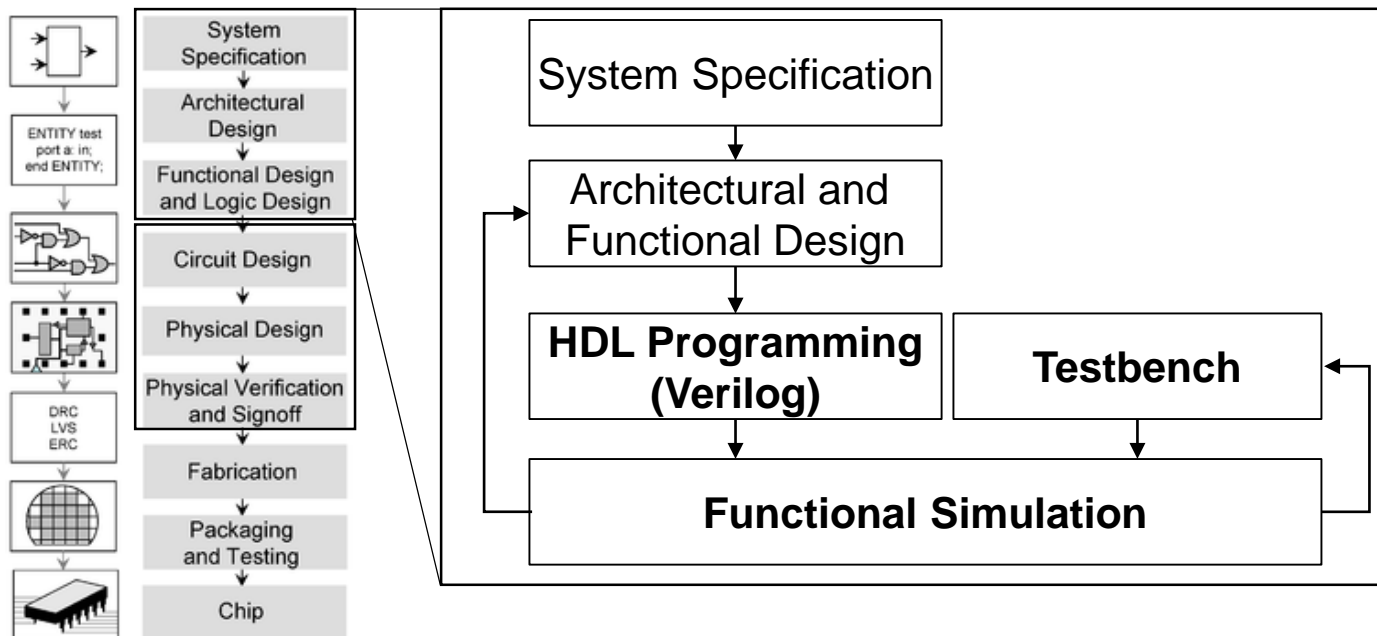 ENTITY test
port a: in;
end ENTITY;
DRC
LVS
ERC
System
Specification
Architectural
Design
Functional Design
and Logic Design
Circuit Design
Physical Design
Physical Verification
and Signoff
Fabrication
Packaging
and Testing
Chip
System Specification
Architectural and
Functional Design
HDL Programming
(Verilog)
Testbench
Functional Simulation